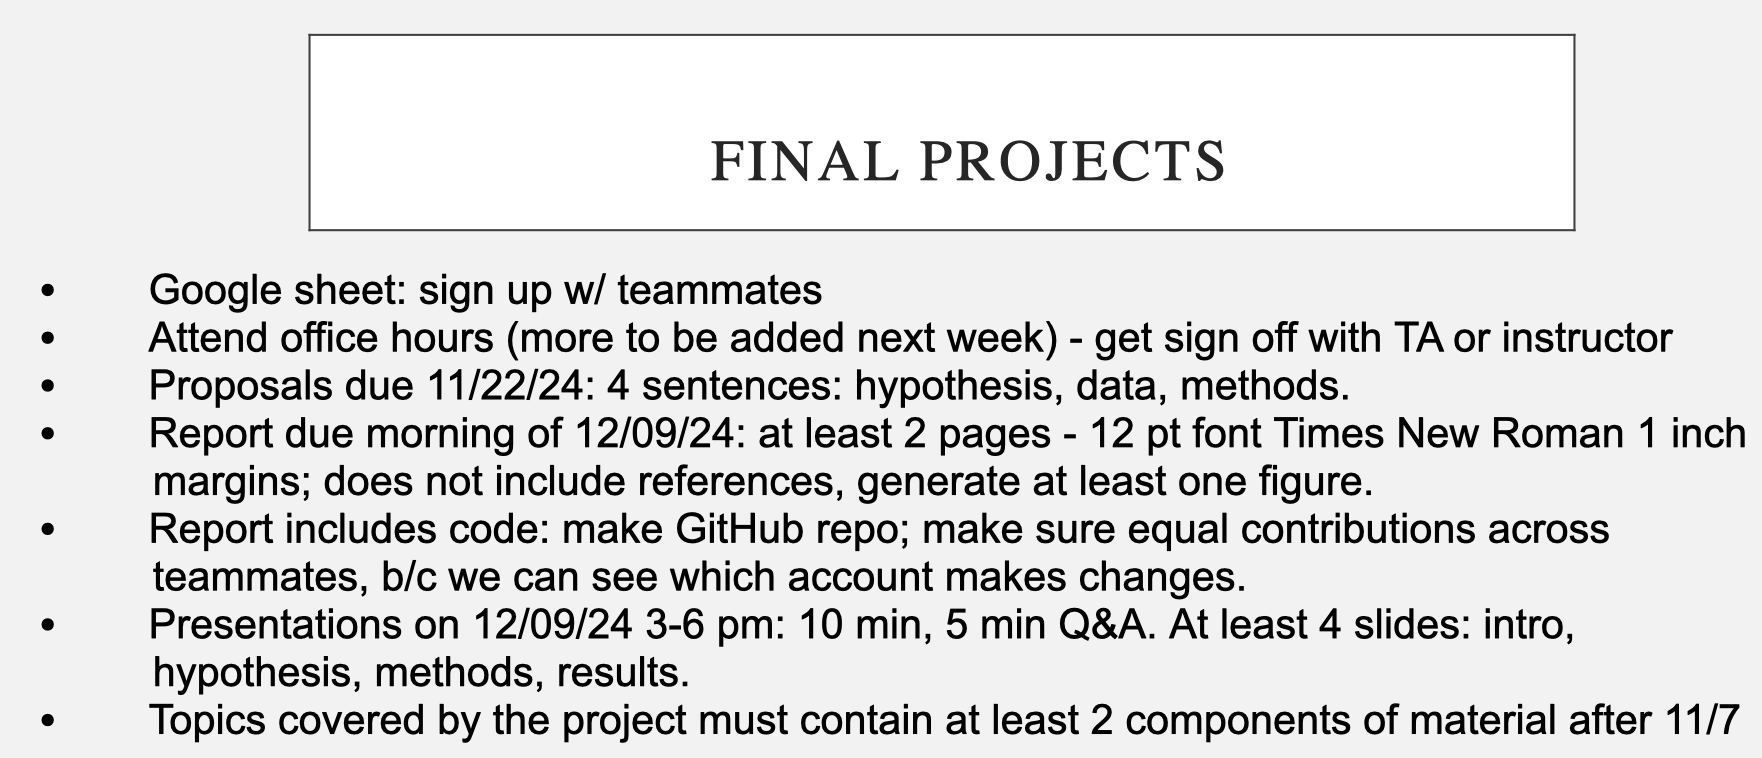 FINAL PROJECTS
• Google sheet: sign up w/ teammates
• Attend office hours (more to be added next week) - get sign off with TA or instructor
• Proposals due 11/22/24: 4 sentences: hypothesis, data, methods.
• Report due morning of 12/09/24: at least 2 pages - 12 pt font Times New Roman 1 inch
margins; does not include references, generate at least one figure.
• Report includes code: make GitHub repo; make sure equal contributions across
teammates, b/c we can see which account makes changes.
• Presentations on 12/09/24 3-6 pm: 10 min, 5 min Q&A. At least 4 slides: intro,
hypothesis, methods, results.
• Topics covered by the project must contain at least 2 components of material after 11/7